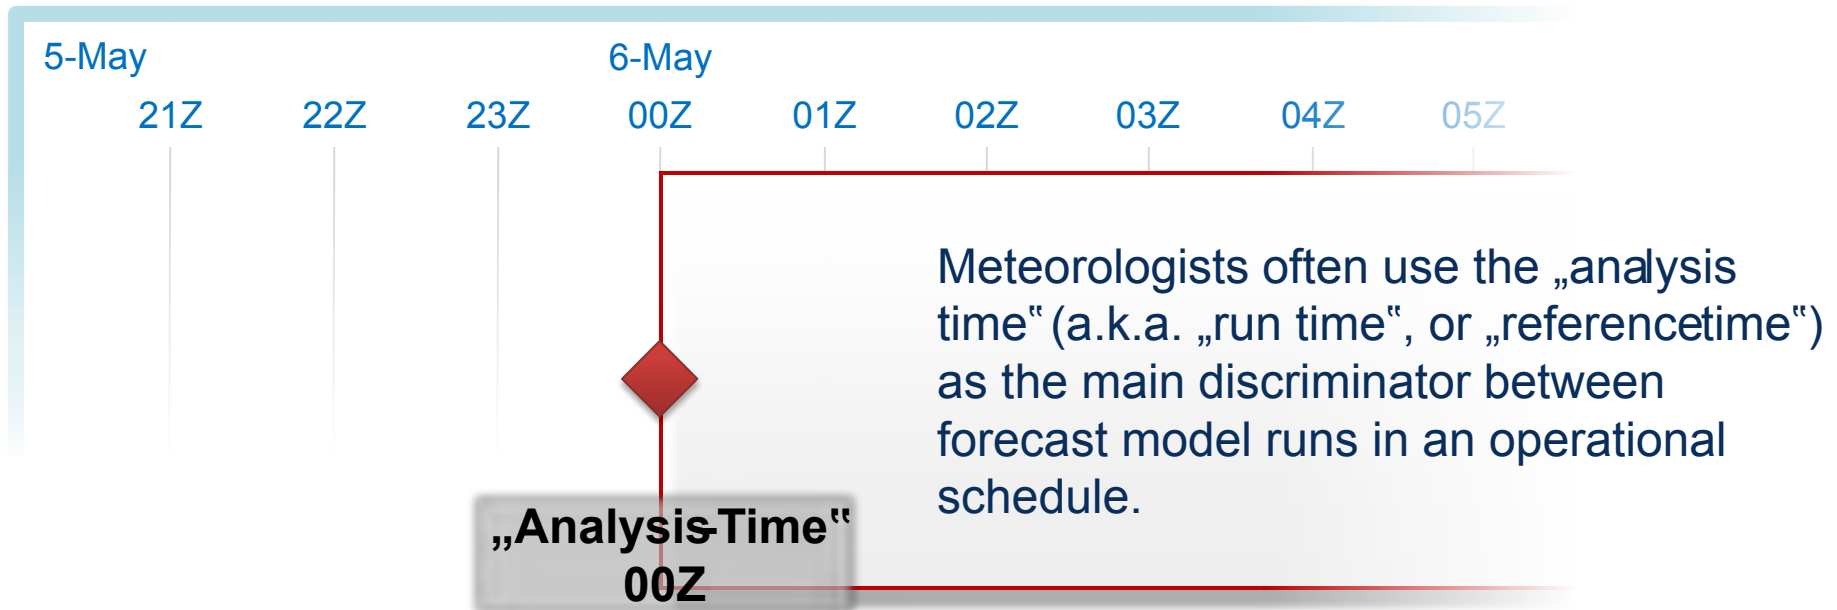 5-May 6-May
21Z 22Z 23Z 00Z 01Z 02Z 03Z 04Z 05Z
Meteorologists often use the „analysis
time‟ (a.k.a. „run time‟, or „referencetime‟)
as the main discriminator between
forecast model runs in an operational
schedule.
„Analysis-Time‟
00Z